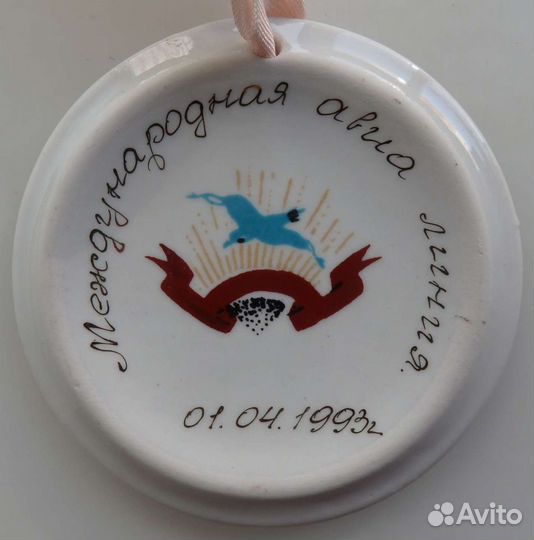 Международная авиа линия.
01.04.1993г
Avito